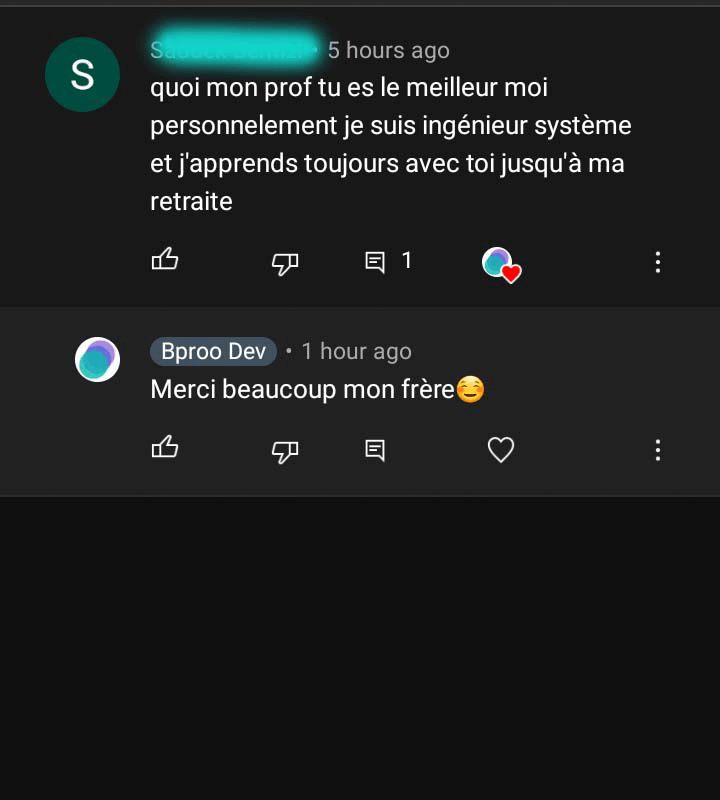 S
• 5 hours ago
quoi mon prof tu es le meilleur moi
personnelement je suis ingénieur système
et j'apprends toujours avec toi jusqu'à ma
retraite
1
Bproo Dev • 1 hour ago
Merci beaucoup mon frère☺️